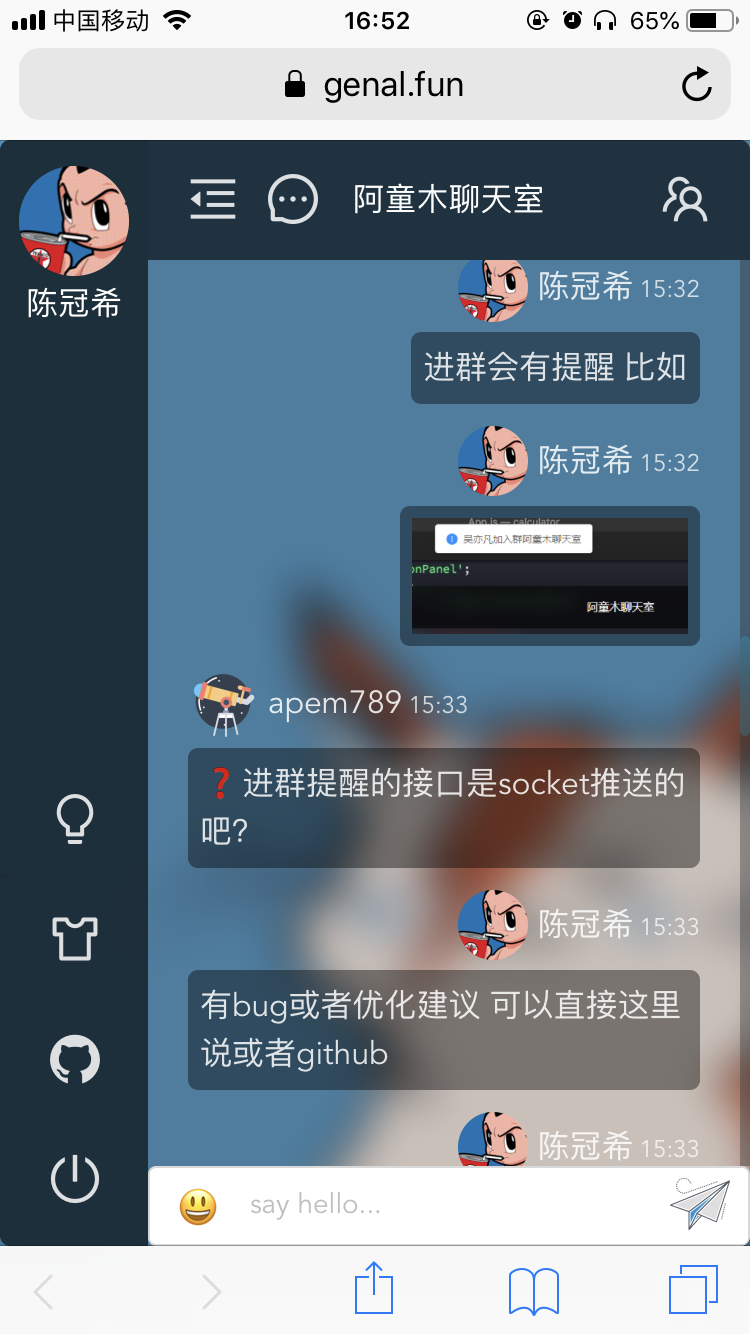 中国移动 16:52 65%
genal.fun
阿童木聊天室
陈冠希
陈冠希 15:32
进群会有提醒 比如
陈冠希 15:32
App.js — calculator
吴亦凡加入群阿童木聊天室
onPanel';
阿童木聊天室
apem789 15:33
❓进群提醒的接口是socket推送的
吧?
陈冠希 15:33
有bug或者优化建议 可以直接这里
说或者github
陈冠希 15:33
say hello...